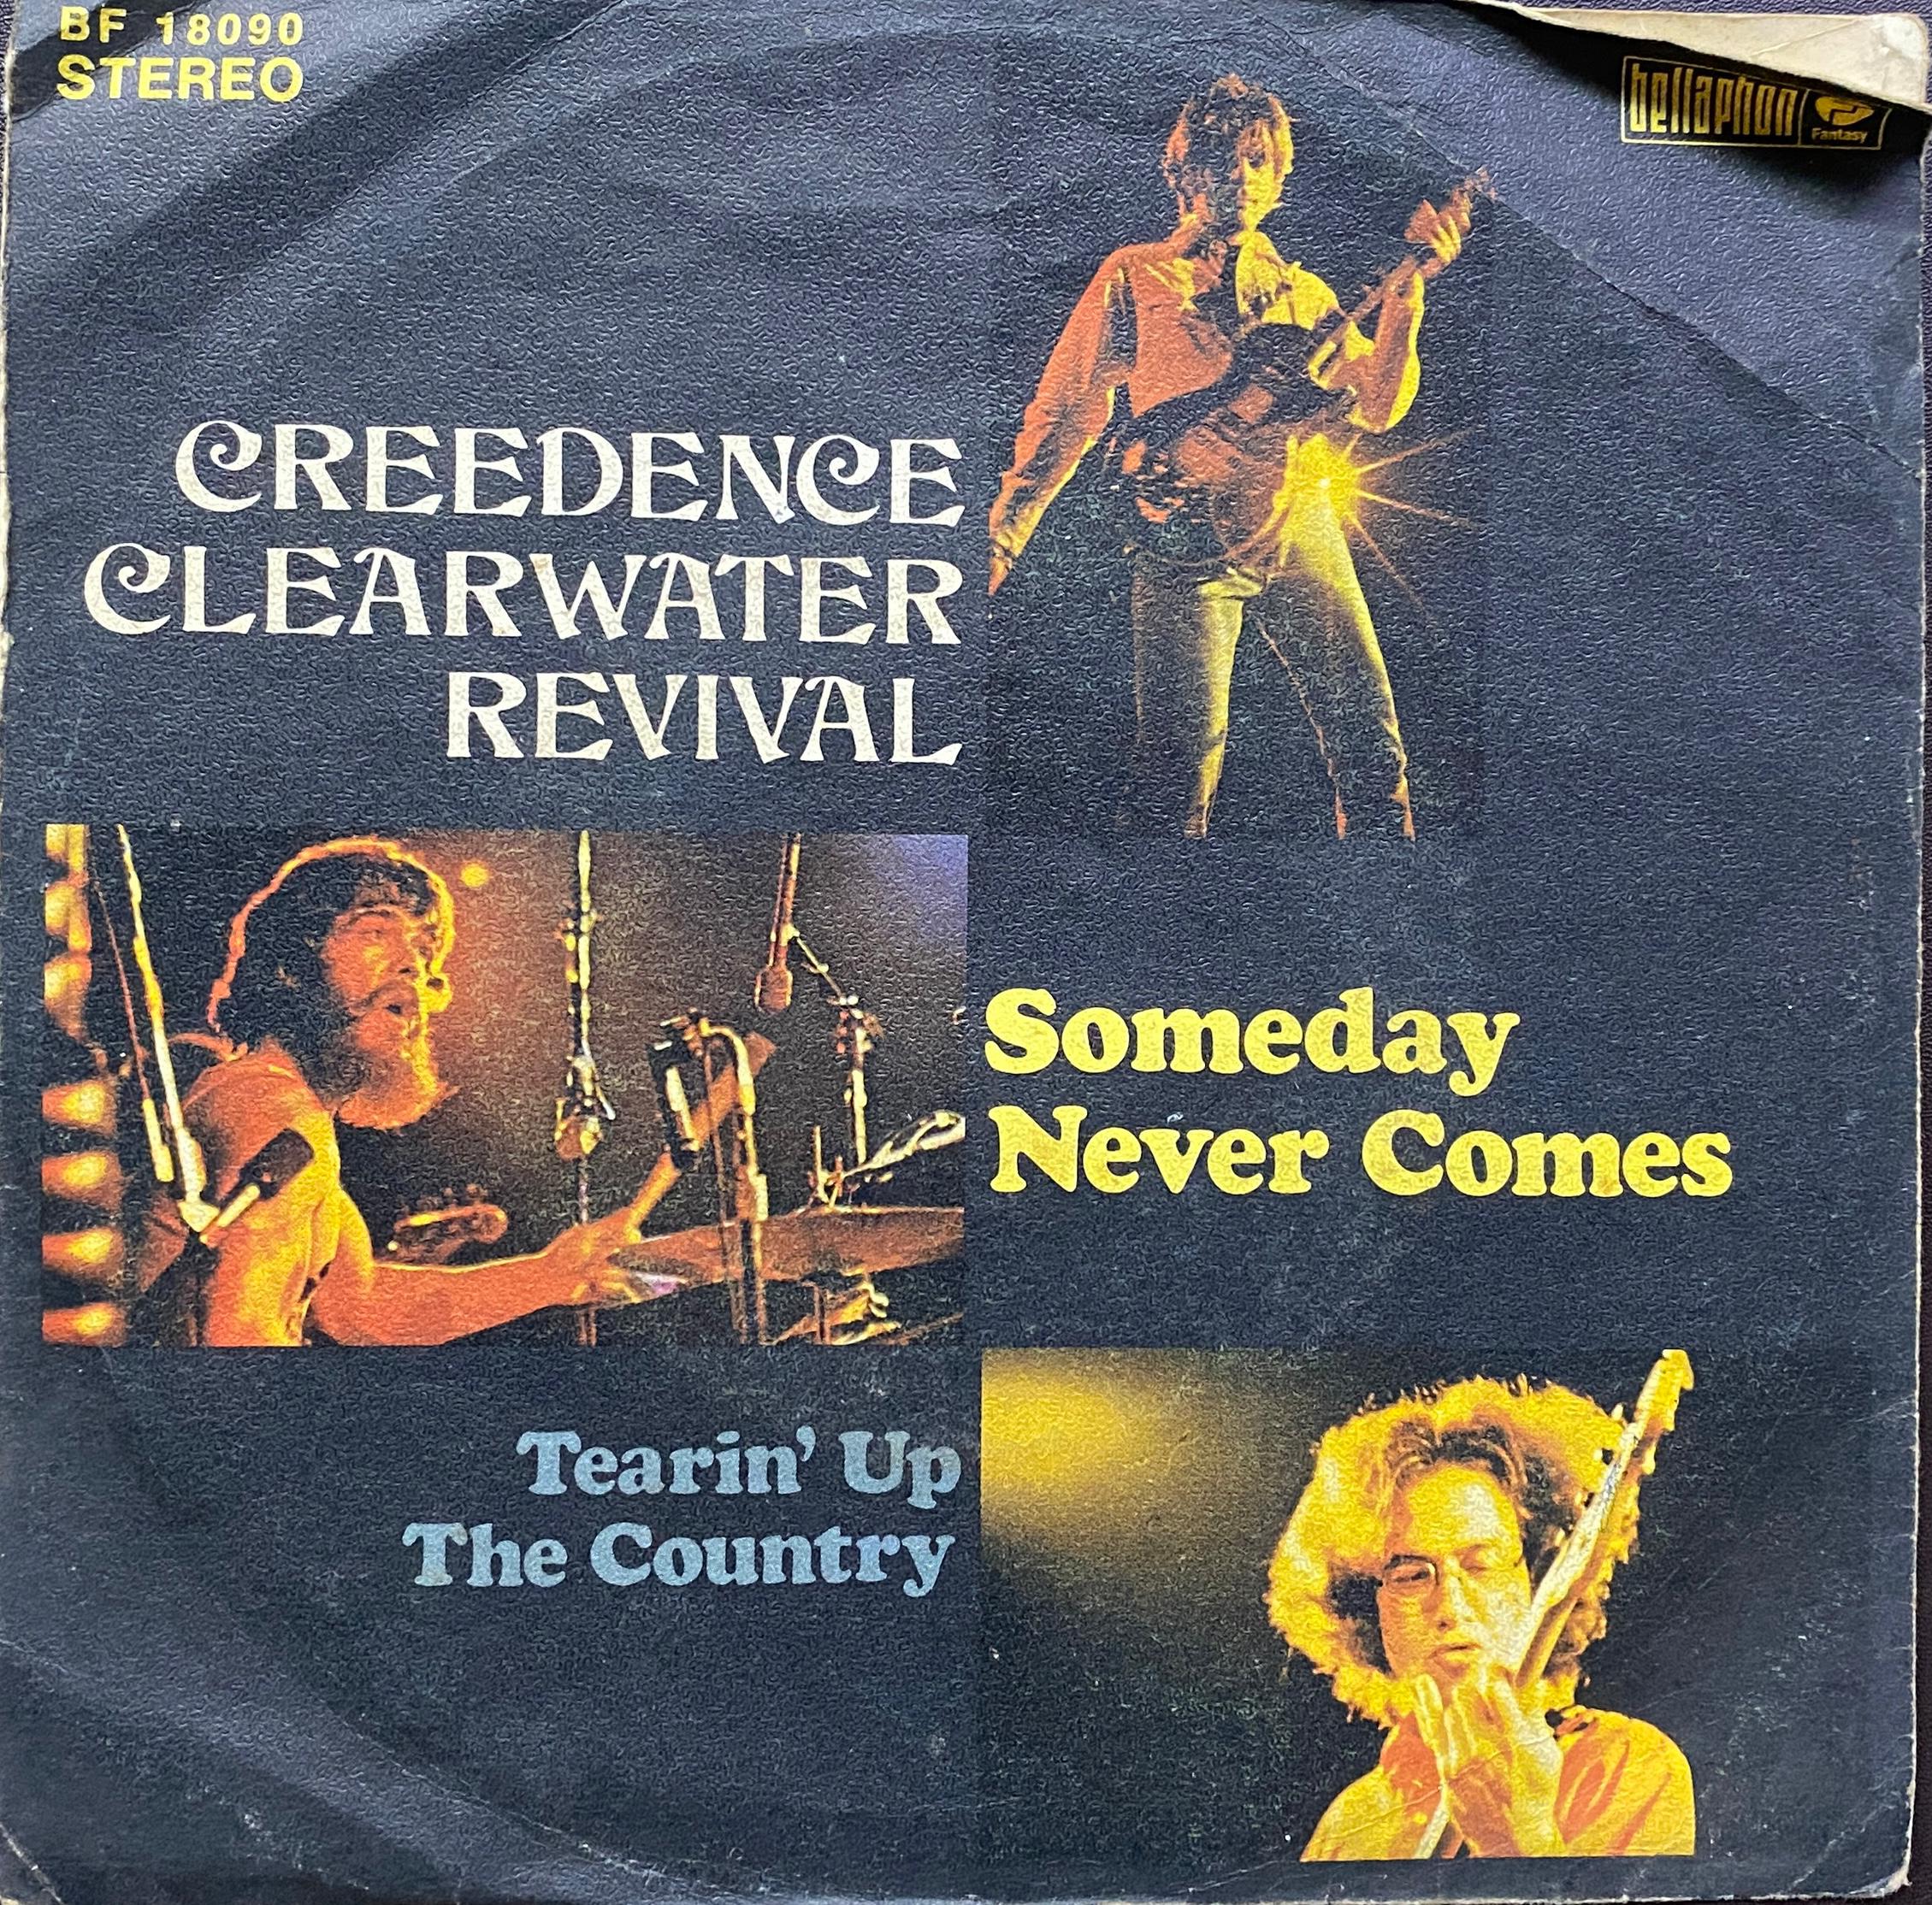 BF 18090
STEREO
bellaphon
Fantasy
CREEDENCE
CLEARWATER
REVIVAL
Someday
Never Comes
Tearin' Up
The Country